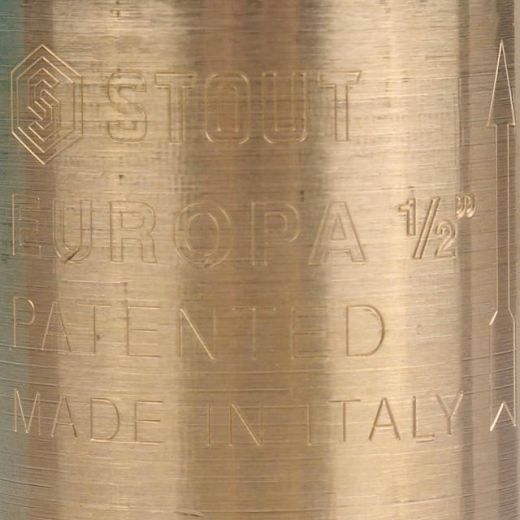 STOUT
EUROPA ½"
PATENTED
MADE IN ITALY